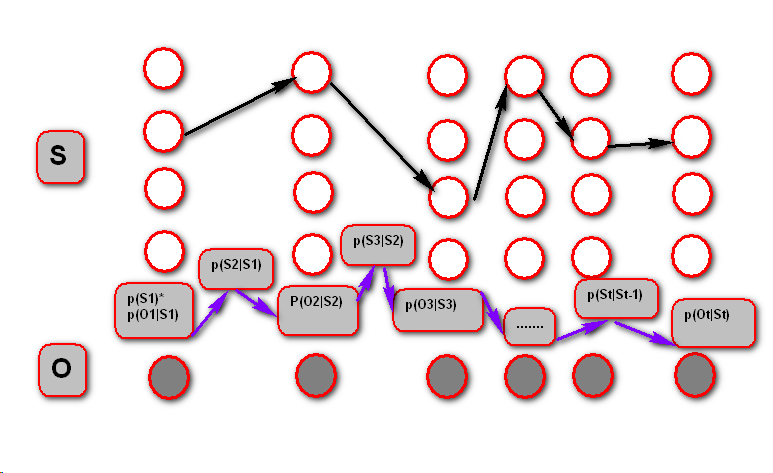 S
p(S3|S2)
p(S2|S1)
p(S1)*
p(O1|S1)
P(O2|S2)
p(O3|S3)
.......
p(St|St-1)
p(Ot|St)
O